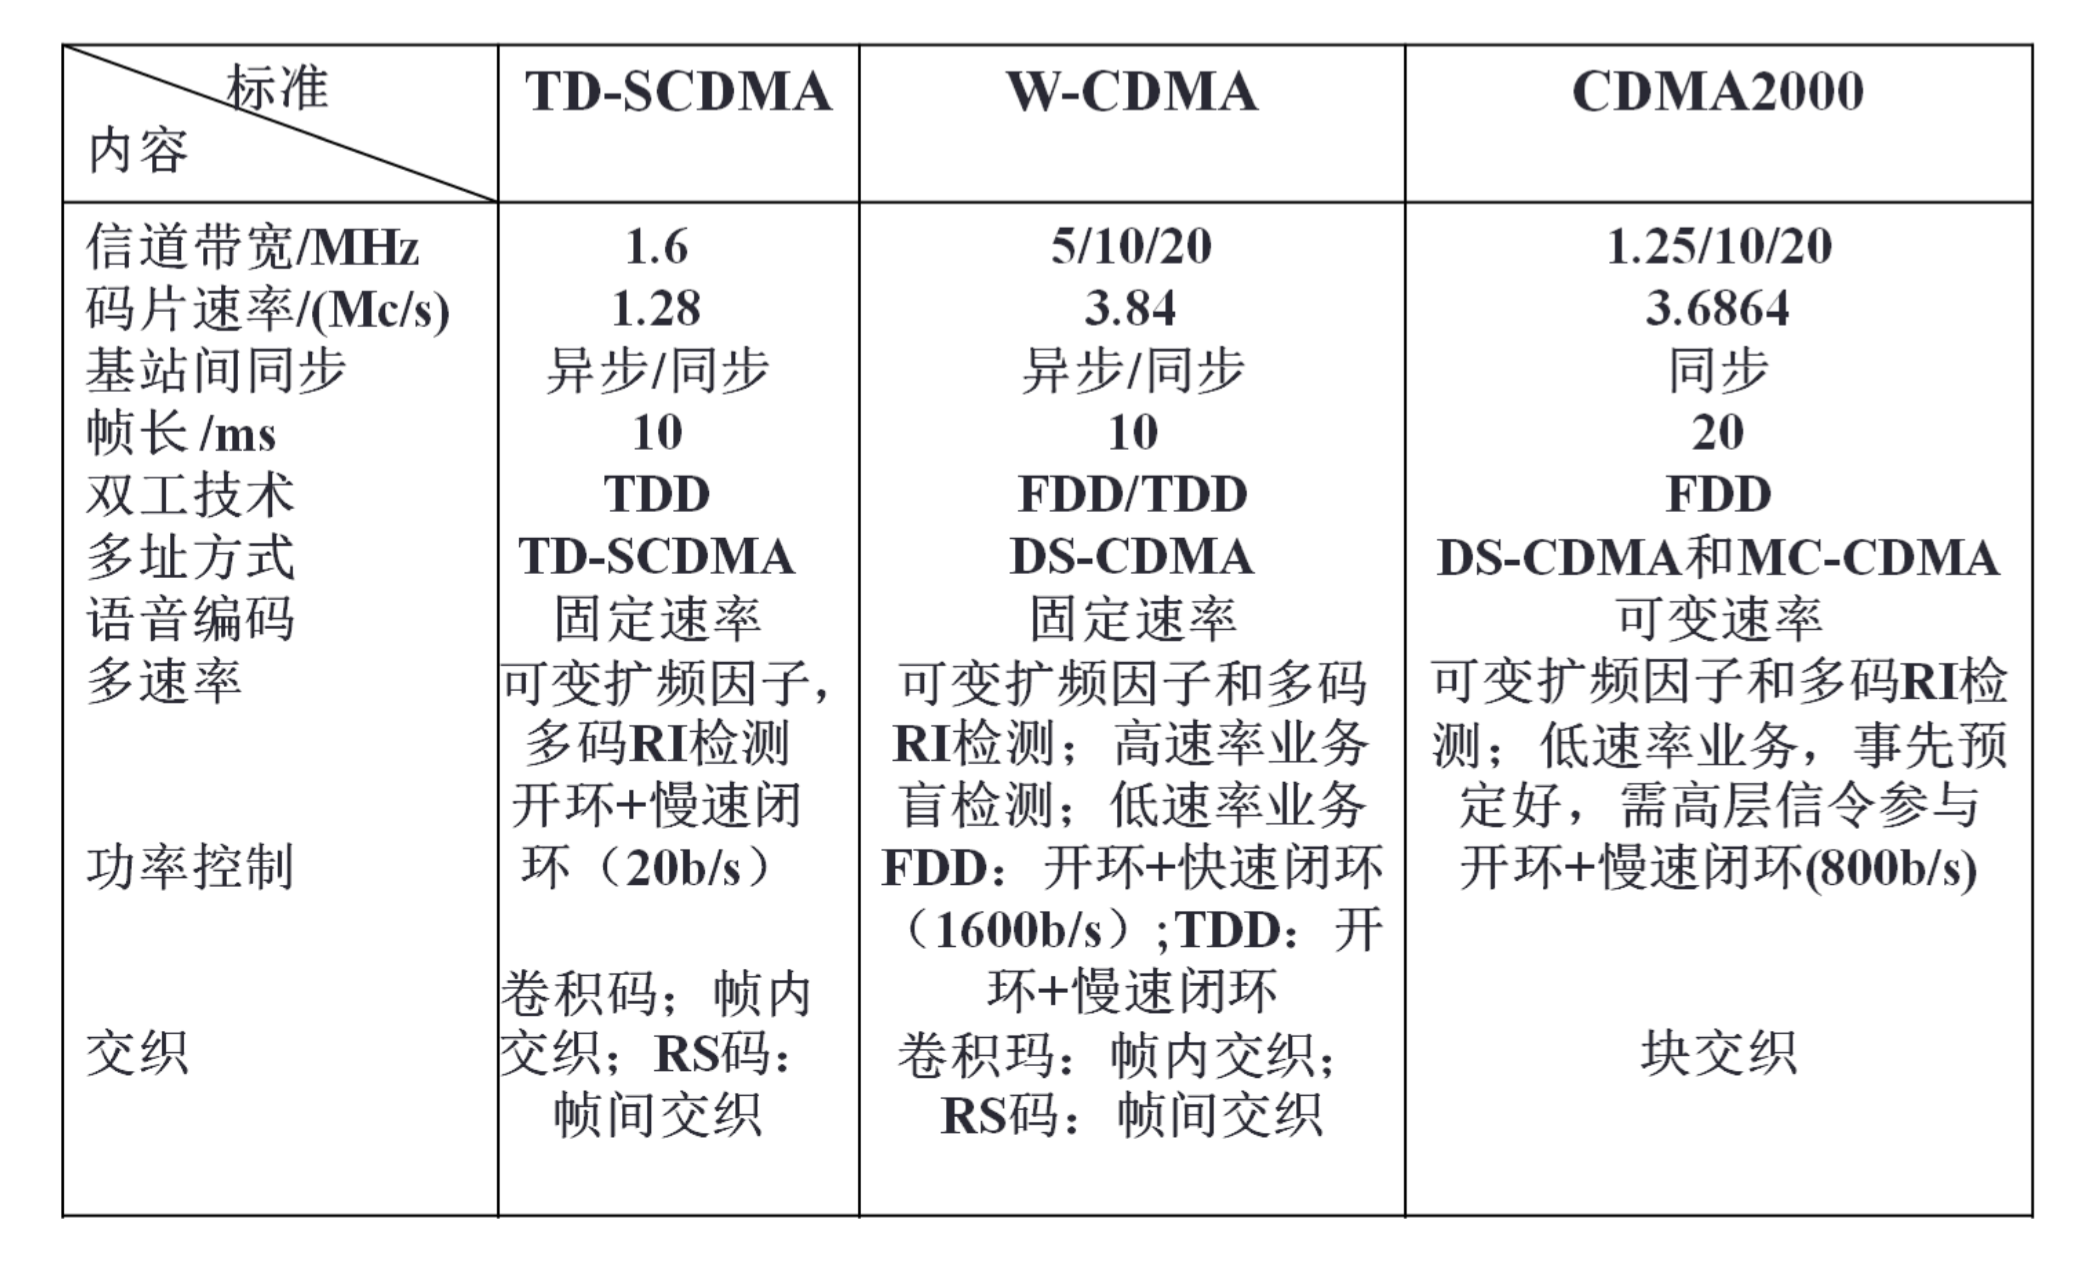 标准 TD-SCDMA W-CDMA CDMA2000
内容
信道带宽/MHz 1.6 5/10/20 1.25/10/20
码片速率/(Mc/s) 1.28 3.84 3.6864
基站间同步 异步/同步 异步/同步 同步
帧长/ms 10 10 20
双工技术 TDD FDD/TDD FDD
多址方式 TD-SCDMA DS-CDMA DS-CDMA和MC-CDMA
语音编码 固定速率 固定速率 可变速率
多速率 可变扩频因子， 可变扩频因子和多码 可变扩频因子和多码RI检
多码RI检测 RI检测；高速率业务 测；低速率业务，事先预
开环+慢速闭 盲检测；低速率业务 定好，需高层信令参与
功率控制 环（20b/s） FDD：开环+快速闭环 开环+慢速闭环(800b/s)
（1600b/s）;TDD：开
卷积码；帧内 环+慢速闭环
交织 交织；RS码： 卷积玛：帧内交织； 块交织
帧间交织 RS码：帧间交织